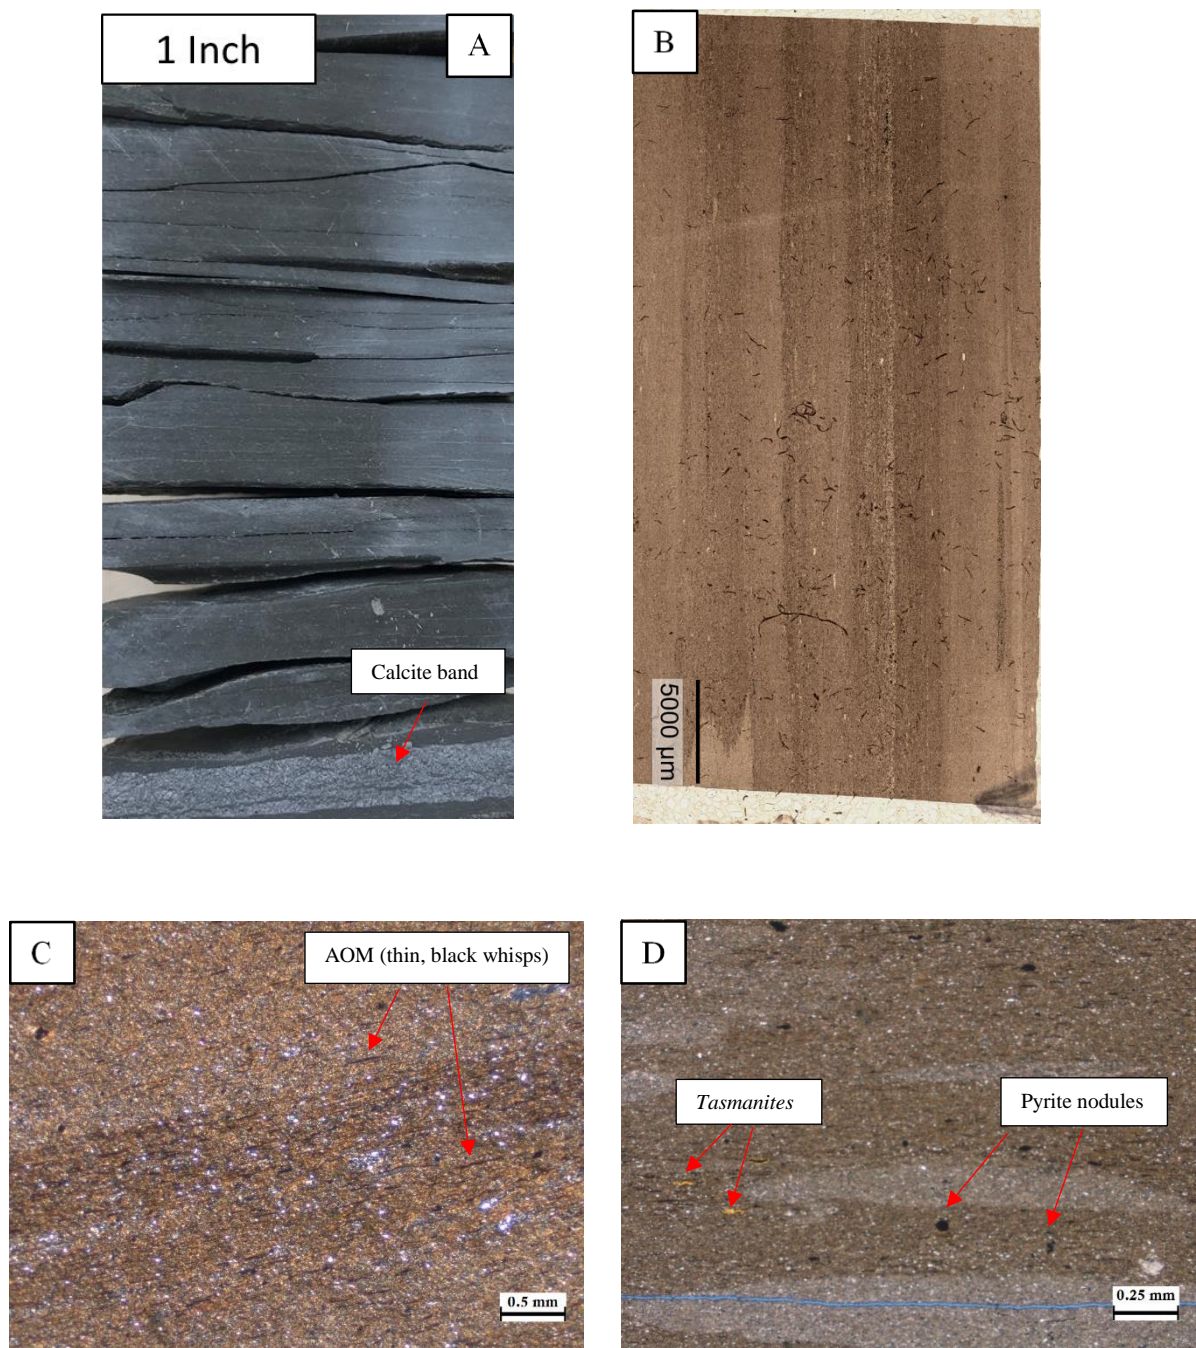 1 Inch
A
B
Calcite band
5000 µm
C
AOM (thin, black whisps)
0.5 mm
D
Tasmanites
Pyrite nodules
0.25 mm